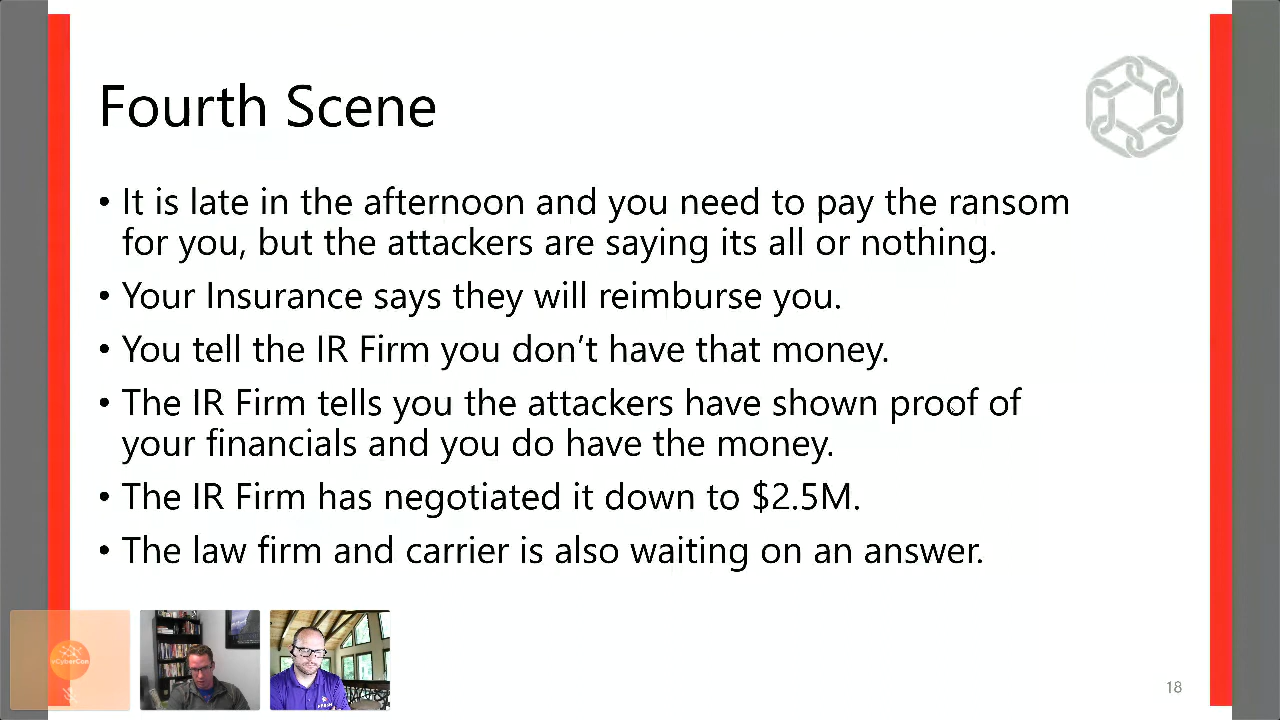 Fourth Scene
• It is late in the afternoon and you need to pay the ransom
for you, but the attackers are saying its all or nothing.
• Your Insurance says they will reimburse you.
• You tell the IR Firm you don’t have that money.
• The IR Firm tells you the attackers have shown proof of
your financials and you do have the money.
• The IR Firm has negotiated it down to $2.5M.
• The law firm and carrier is also waiting on an answer.
18